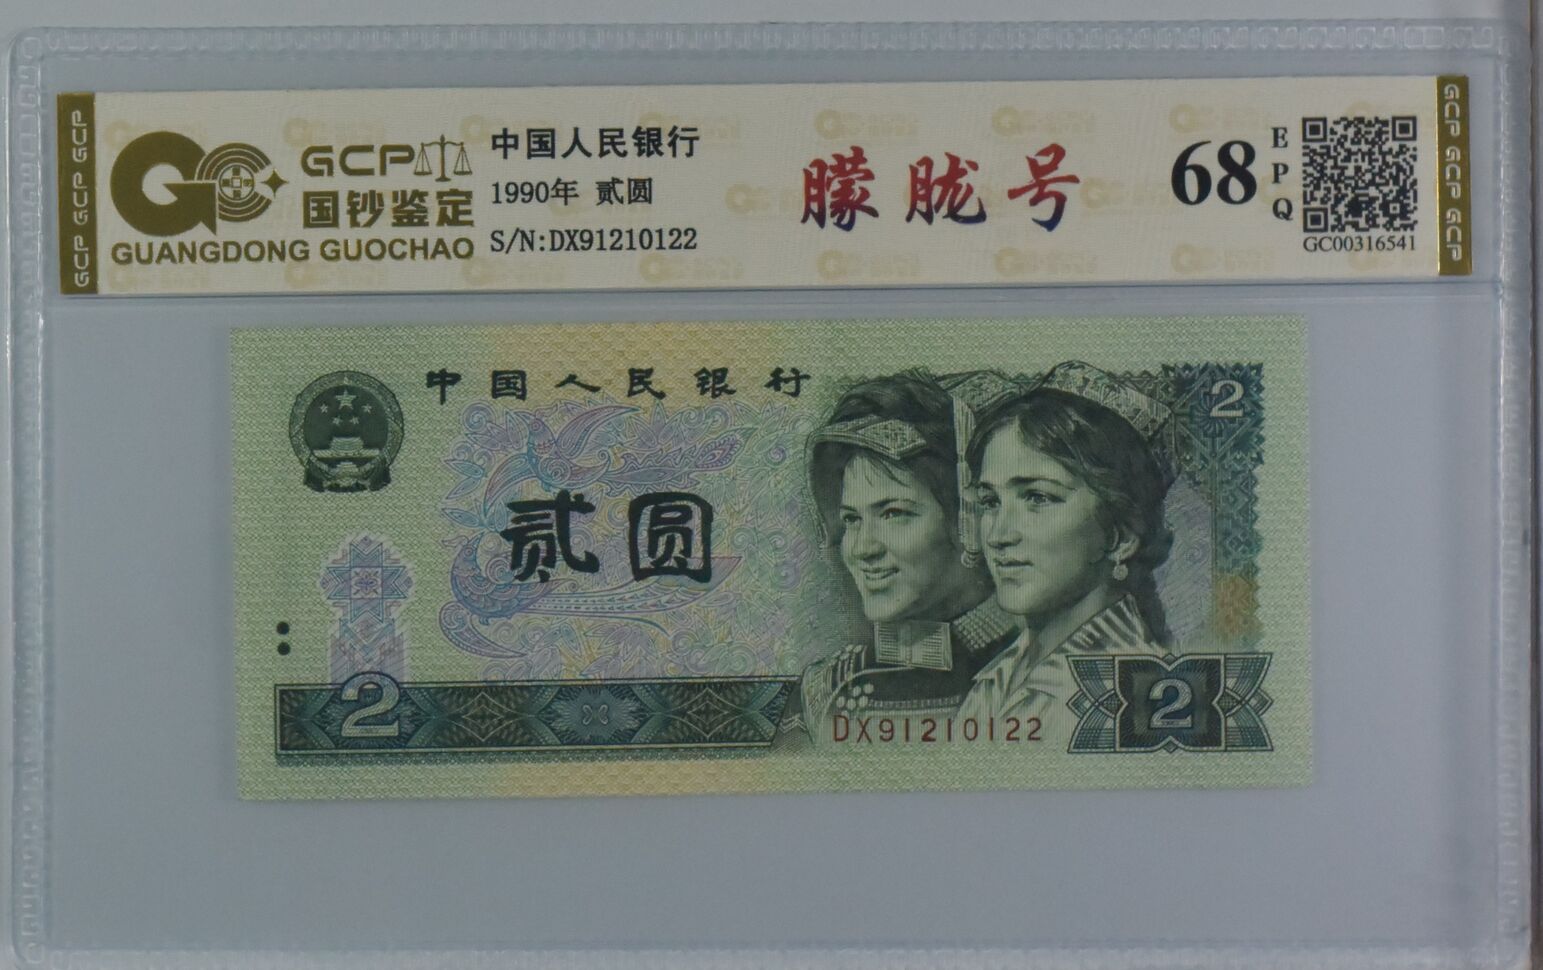 GCP GCP GCP
GCP
国钞鉴定
GUANGDONG GUOCHAO
中国人民银行
1990年 贰圆
S/N:DX91210122
朦胧号
68
EPQ
GC00316541
GCP GCP GCP
中国人民银行
2
贰圆
2
DX91210122
2